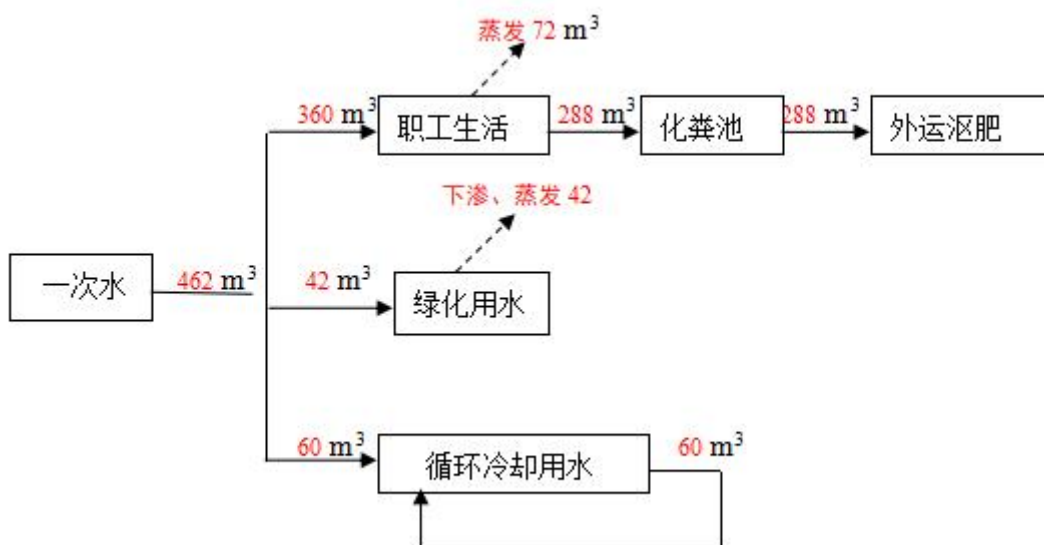 蒸发 72 m³
360 m³
职工生活
288 m³
化粪池
288 m³
外运沤肥
下渗、蒸发 42
一次水
462 m³
42 m³
绿化用水
60 m³
循环冷却用水
60 m³